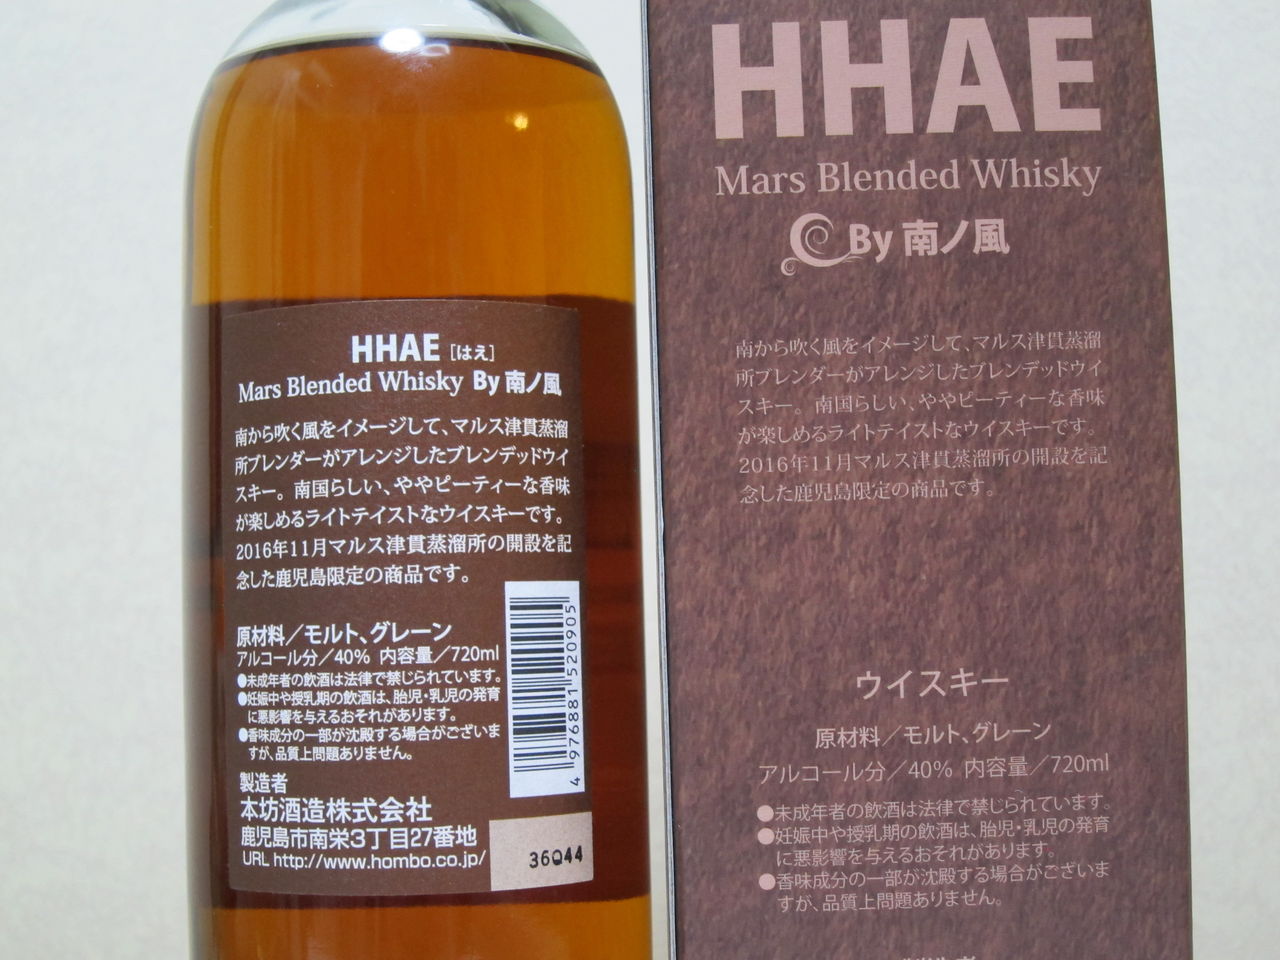 HHAE [はえ]
Mars Blended Whisky By 南ノ風
南から吹く風をイメージして、マルス津貫蒸溜
所ブレンダーがアレンジしたブレンデッドウイ
スキー。南国らしい、ややピーティーな香味
が楽しめるライトテイストなウイスキーです。
2016年11月マルス津貫蒸溜所の開設を記
念した鹿児島限定の商品です。
原材料／モルト、グレーン
アルコール分／40% 内容量／720ml
●未成年者の飲酒は法律で禁じられています。
●妊娠中や授乳期の飲酒は、胎児・乳児の発育
に悪影響を与えるおそれがあります。
●香味成分の一部が沈殿する場合がございま
すが、品質上問題ありません。
製造者
本坊酒造株式会社
鹿児島市南栄3丁目27番地
URL http://www.hombo.co.jp/
4 976881 520905
36Q44
HHAE
Mars Blended Whisky
By 南ノ風
南から吹く風をイメージして、マルス津貫蒸溜
所ブレンダーがアレンジしたブレンデッドウイ
スキー。南国らしい、ややピーティーな香味
が楽しめるライトテイストなウイスキーです。
2016年11月マルス津貫蒸溜所の開設を記
念した鹿児島限定の商品です。
ウイスキー
原材料／モルト、グレーン
アルコール分／40% 内容量／720ml
●未成年者の飲酒は法律で禁じられています。
●妊娠中や授乳期の飲酒は、胎児・乳児の発育
に悪影響を与えるおそれがあります。
●香味成分の一部が沈殿する場合がございま
すが、品質上問題ありません。